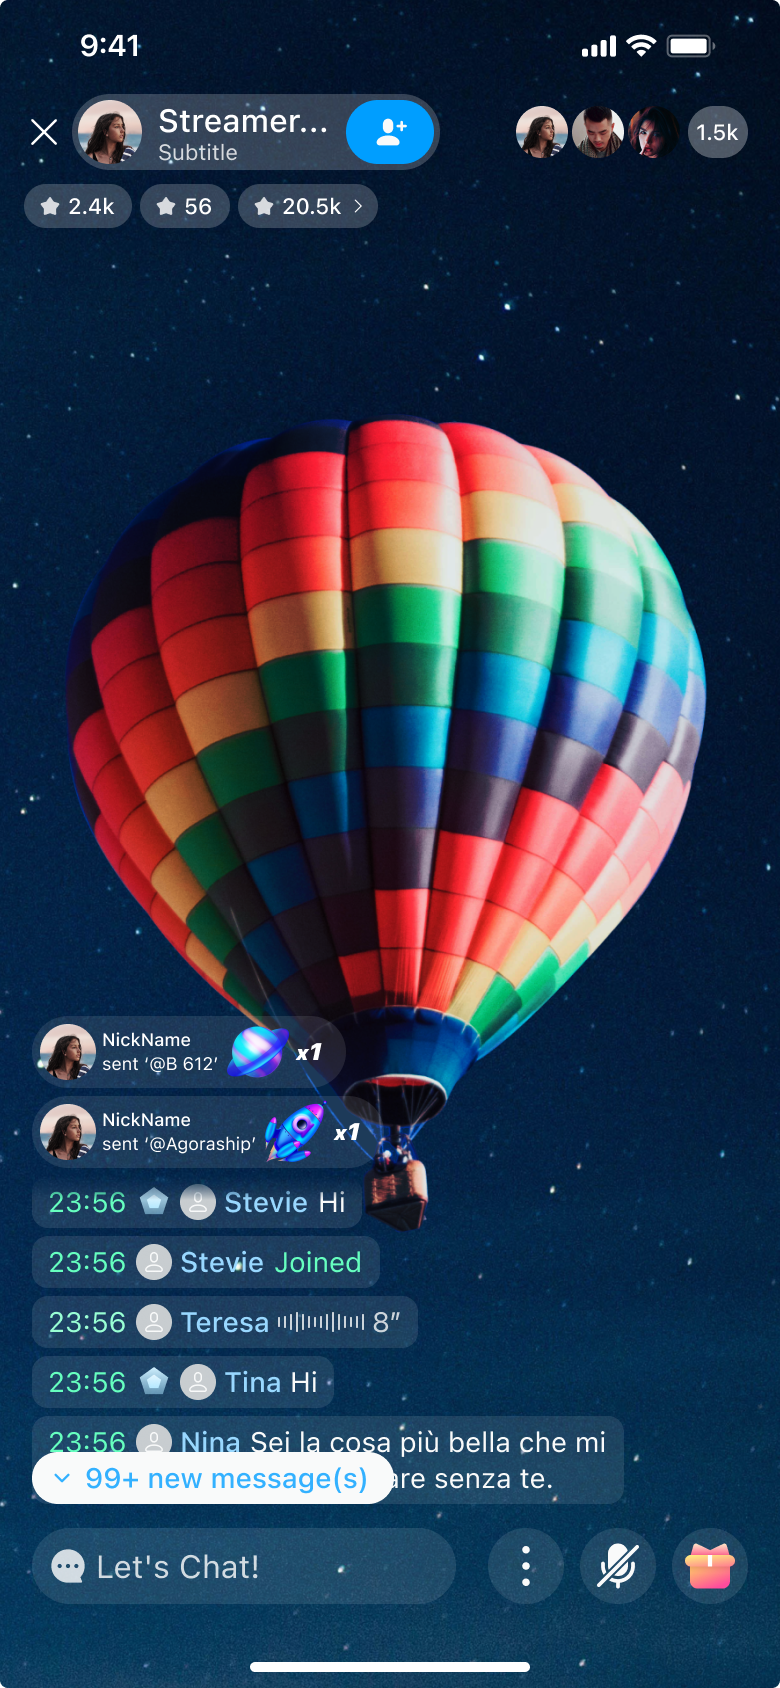 9:41
Streamer...
Subtitle
1.5k
2.4k
56
20.5k
NickName
sent ‘@B 612’
x1
NickName
sent ‘@Agoraship’
x1
23:56 Stevie Hi
23:56 Stevie Joined
23:56 Teresa 8”
23:56 Tina Hi
23:56 Nina Sei la cosa più bella che mi
are senza te.
99+ new message(s)
Let's Chat!